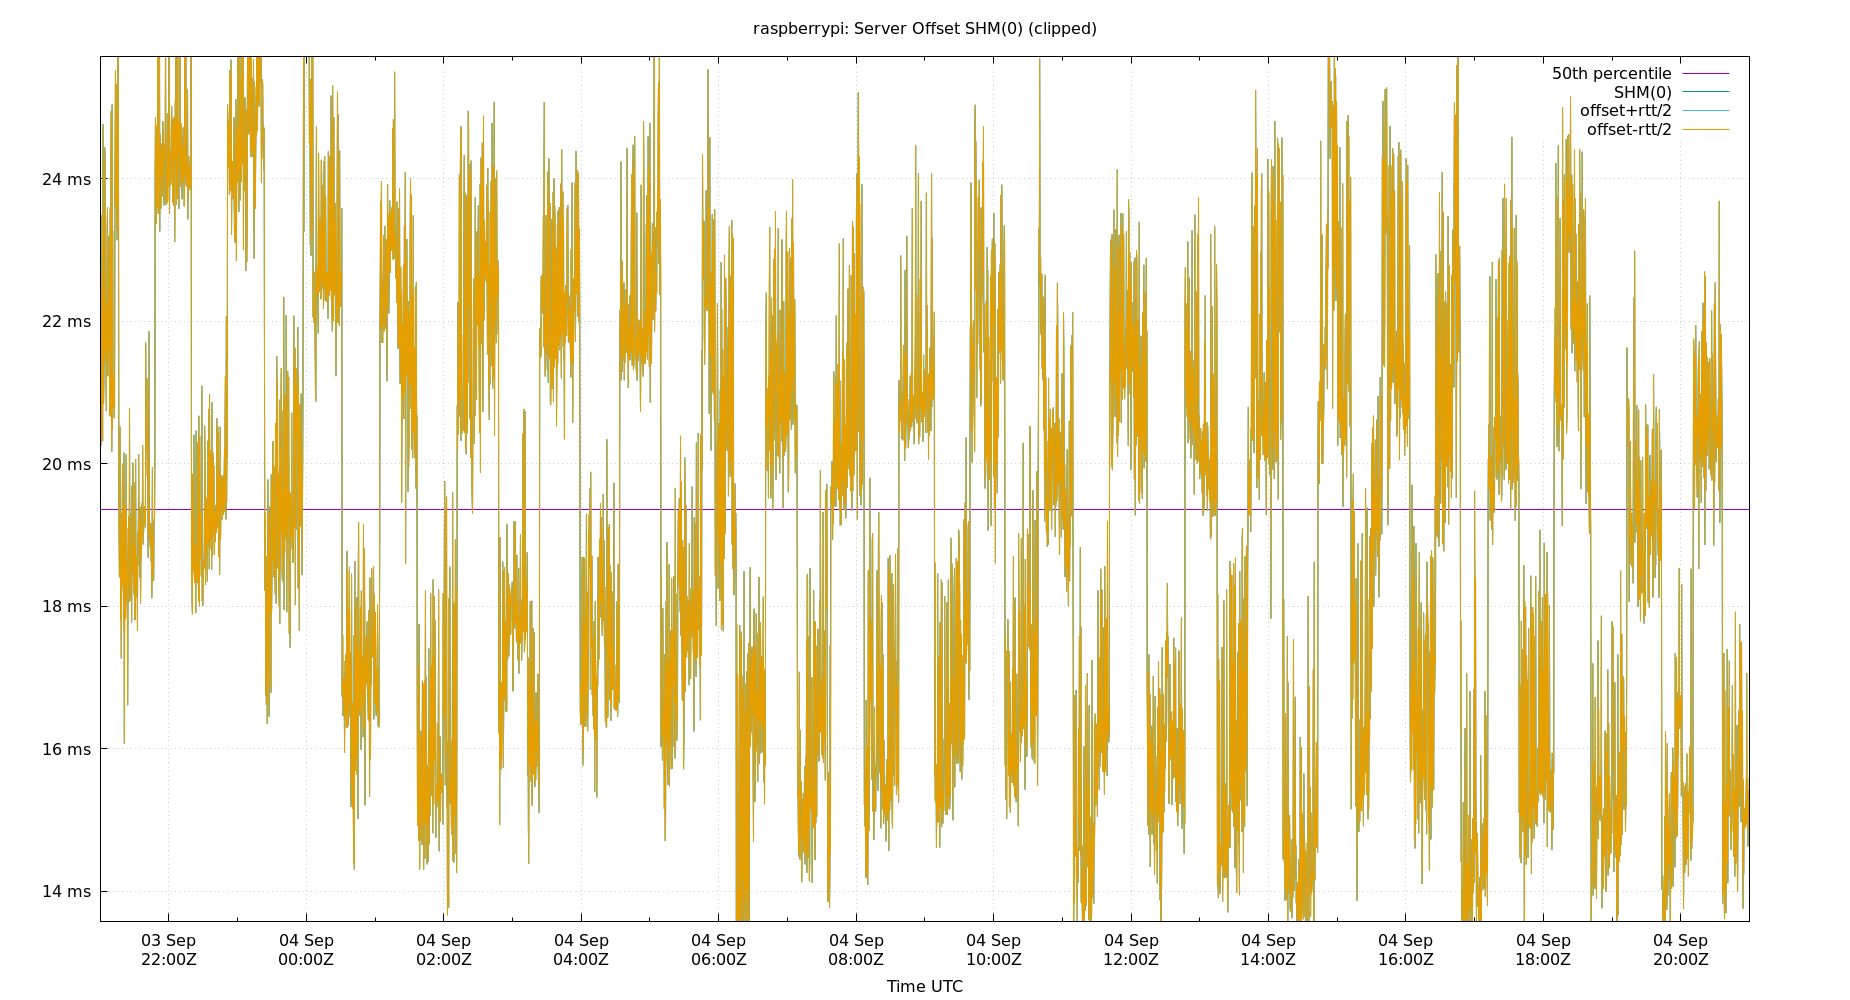 raspberrypi: Server Offset SHM(0) (clipped)
50th percentile
SHM(0)
offset+rtt/2
offset-rtt/2
24 ms
22 ms
20 ms
18 ms
16 ms
14 ms
03 Sep 04 Sep 04 Sep 04 Sep 04 Sep 04 Sep 04 Sep 04 Sep 04 Sep 04 Sep 04 Sep 04 Sep
22:00Z 00:00Z 02:00Z 04:00Z 06:00Z 08:00Z 10:00Z 12:00Z 14:00Z 16:00Z 18:00Z 20:00Z
Time UTC